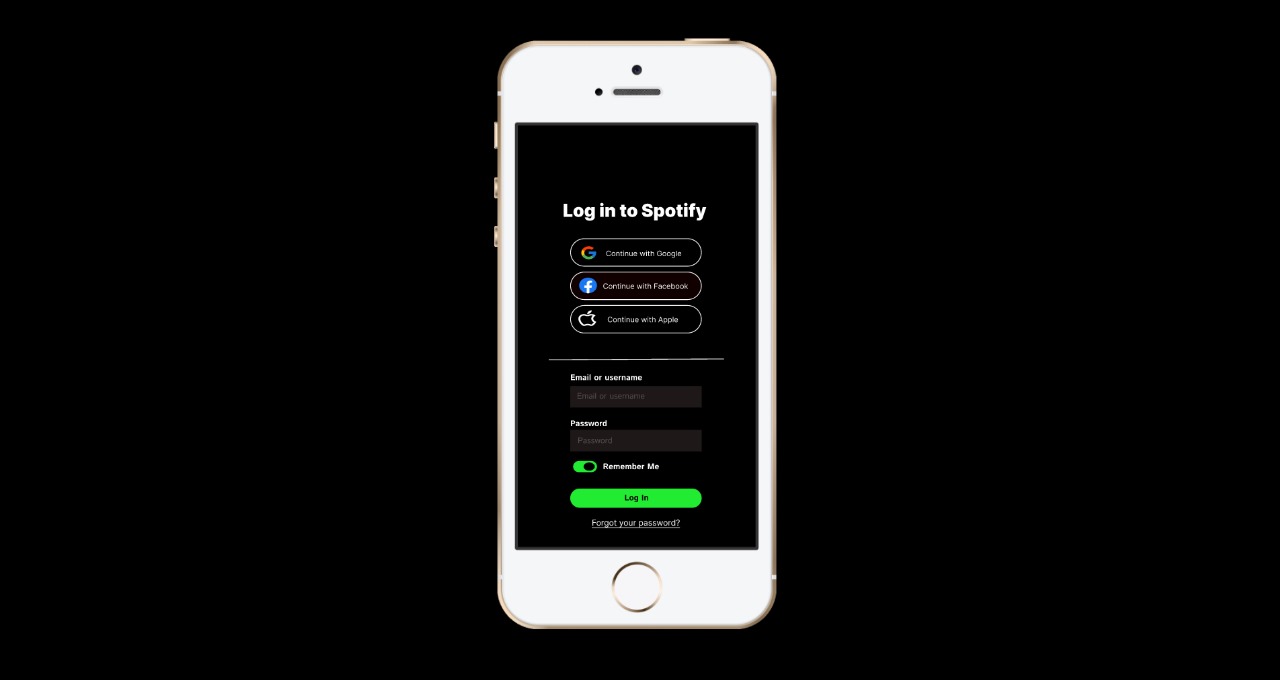 Log in to Spotify
Continue with Google
Continue with Facebook
Continue with Apple
Email or username
Email or username
Password
Password
Remember Me
Log In
Forgot your password?